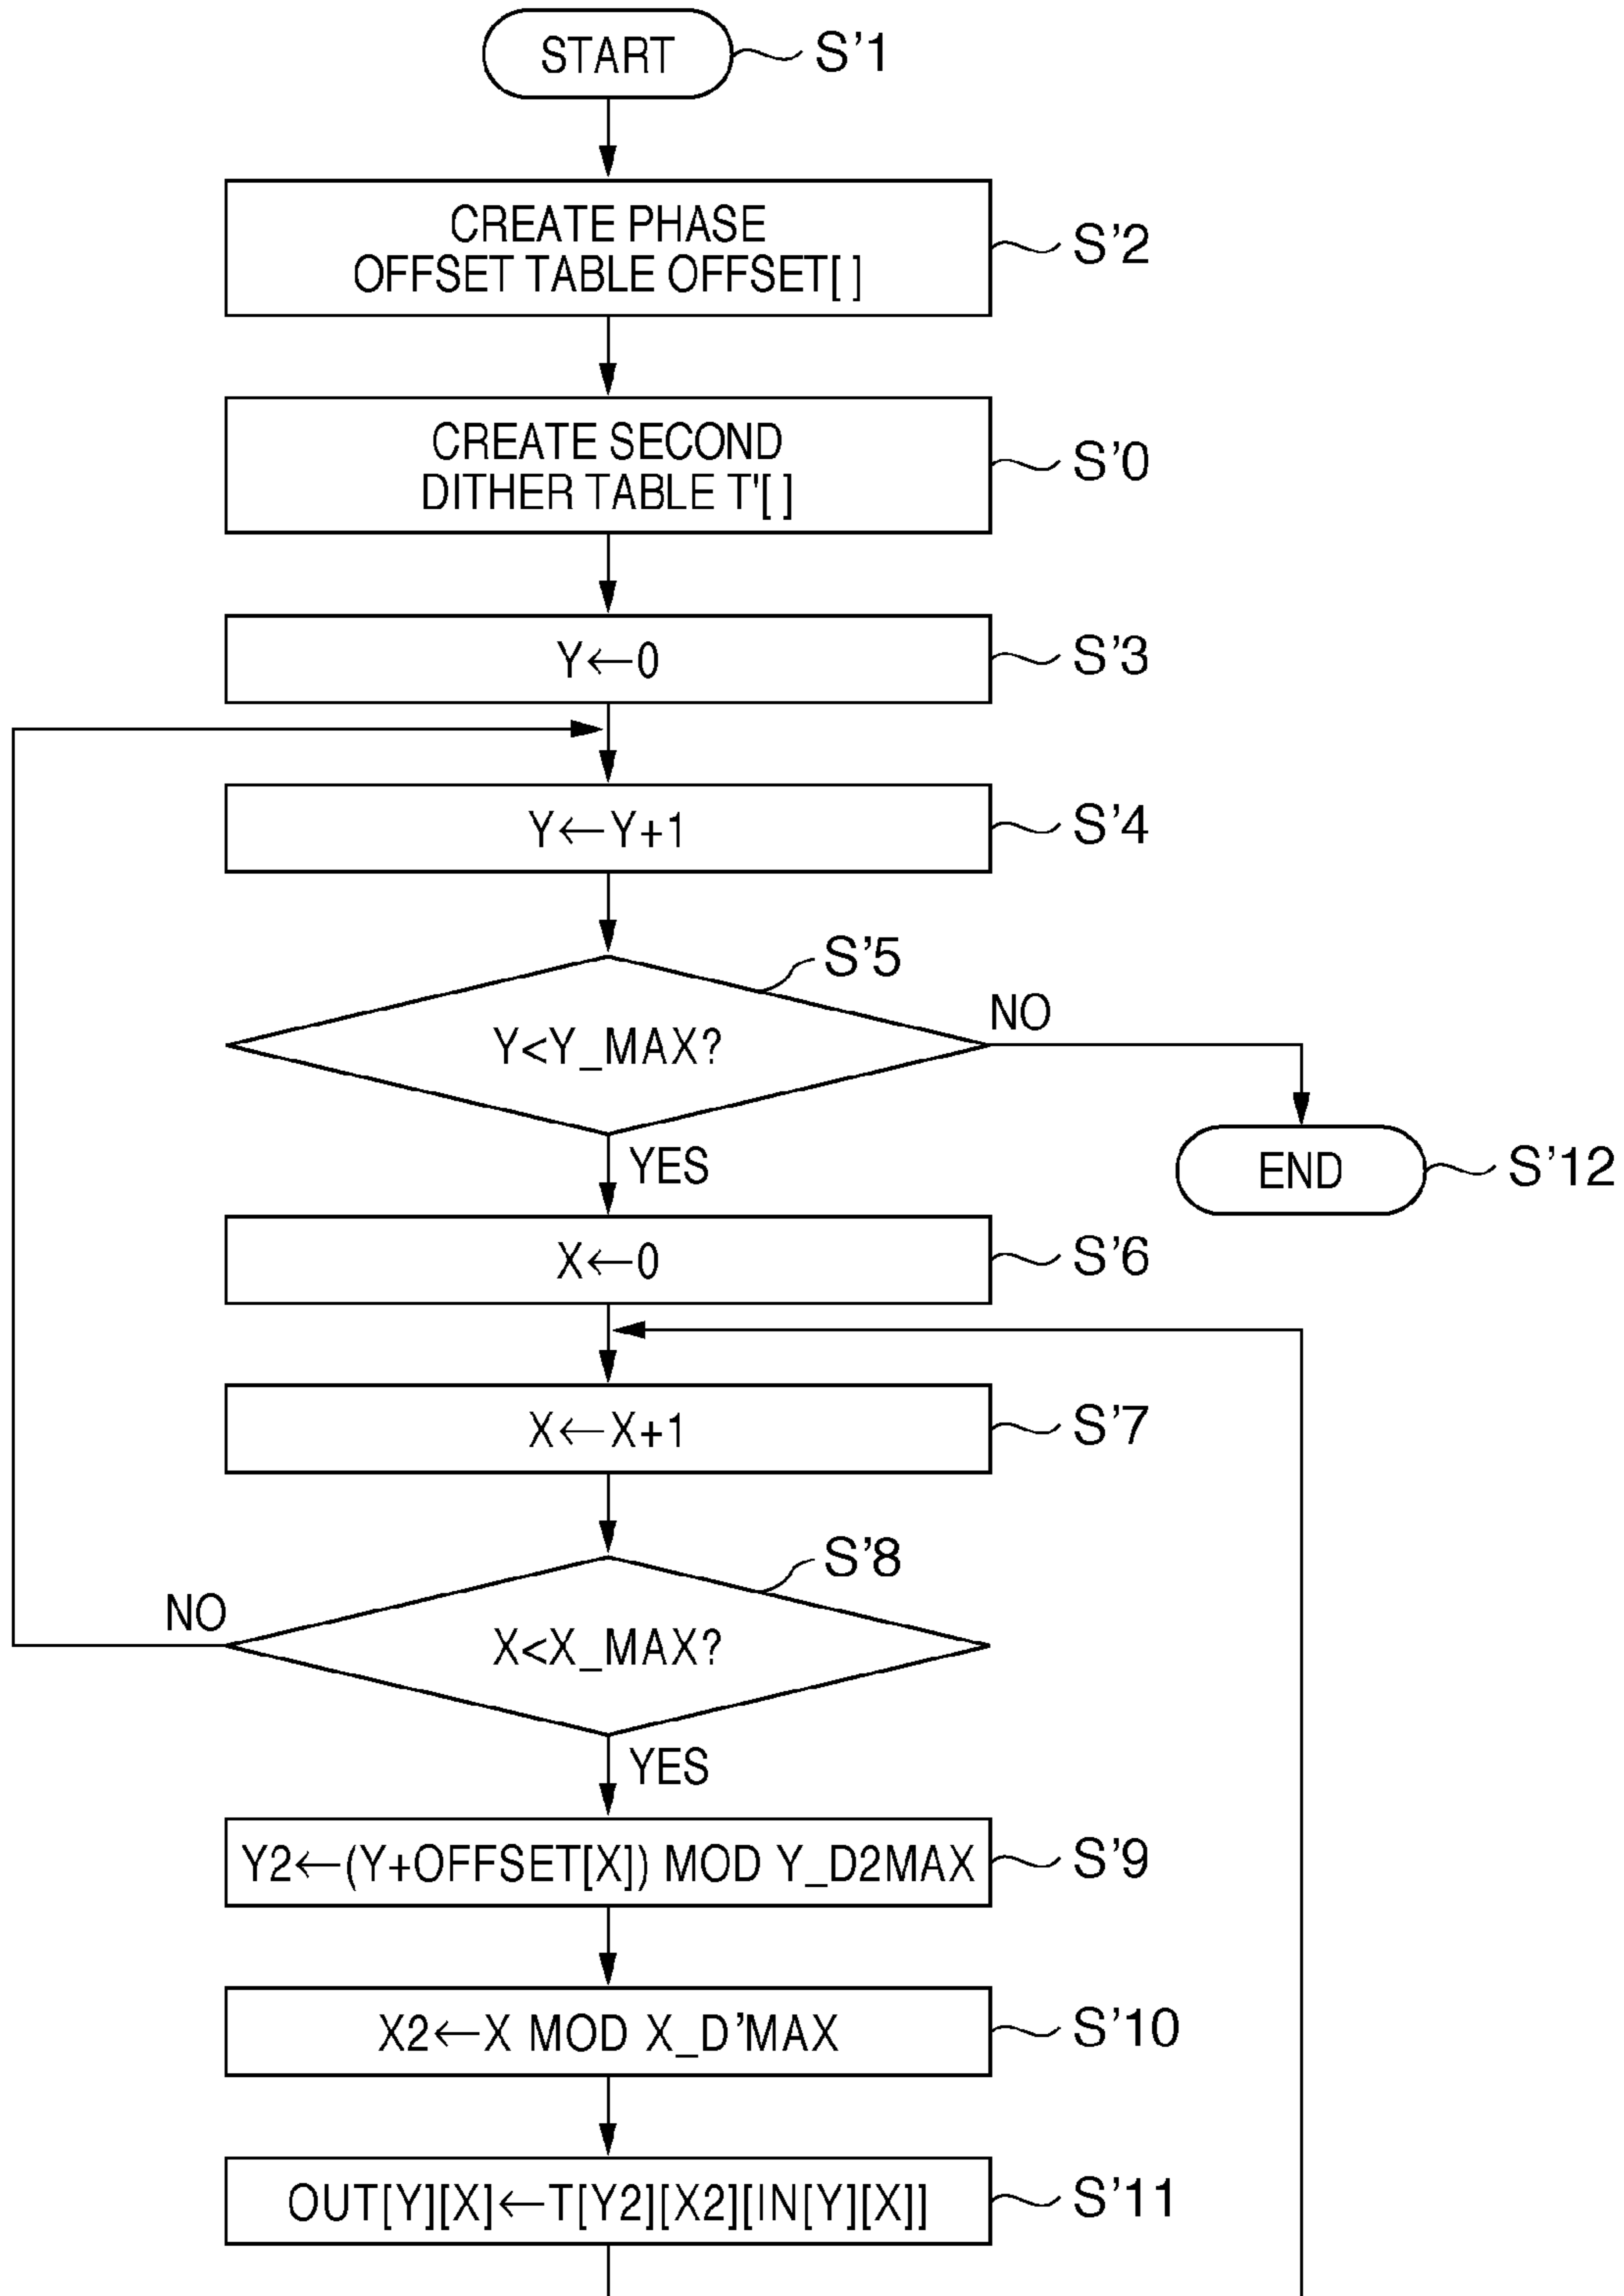 START
S'1
CREATE PHASE
OFFSET TABLE OFFSET[ ]
S'2
CREATE SECOND
DITHER TABLE T'[ ]
S'0
Y←0
S'3
Y←Y+1
S'4
S'5
Y<Y_MAX?
NO
YES
END
S'12
X←0
S'6
X←X+1
S'7
S'8
NO
X<X_MAX?
YES
Y2←(Y+OFFSET[X]) MOD Y_D2MAX
S'9
X2←X MOD X_D'MAX
S'10
OUT[Y][X]←T[Y2][X2][IN[Y][X]]
S'11